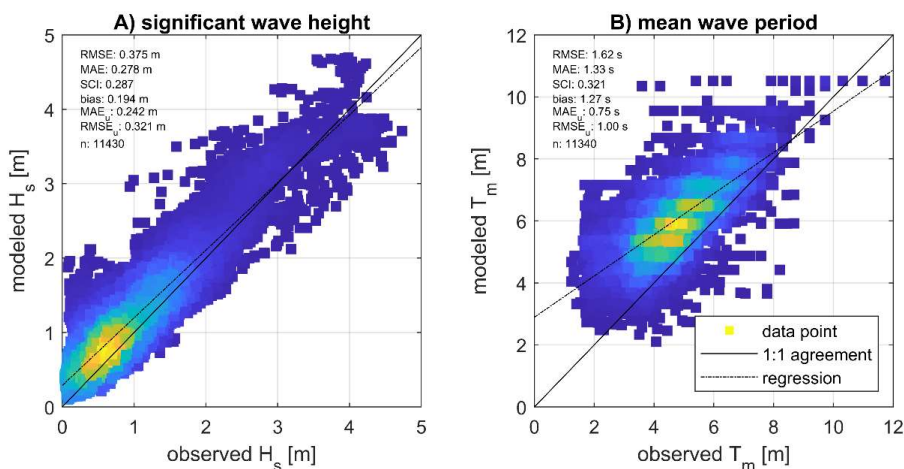 A) significant wave height
RMSE: 0.375 m
MAE: 0.278 m
SCI: 0.287
bias: 0.194 m
MAE_u: 0.242 m
RMSE_u: 0.321 m
n: 11430
5
4
3
2
1
0
modeled H_s [m]
0 1 2 3 4 5
observed H_s [m]
B) mean wave period
RMSE: 1.62 s
MAE: 1.33 s
SCI: 0.321
bias: 1.27 s
MAE_u: 0.75 s
RMSE_u: 1.00 s
n: 11340
12
10
8
6
4
2
0
modeled T_m [m]
data point
1:1 agreement
regression
0 2 4 6 8 10 12
observed T_m [m]